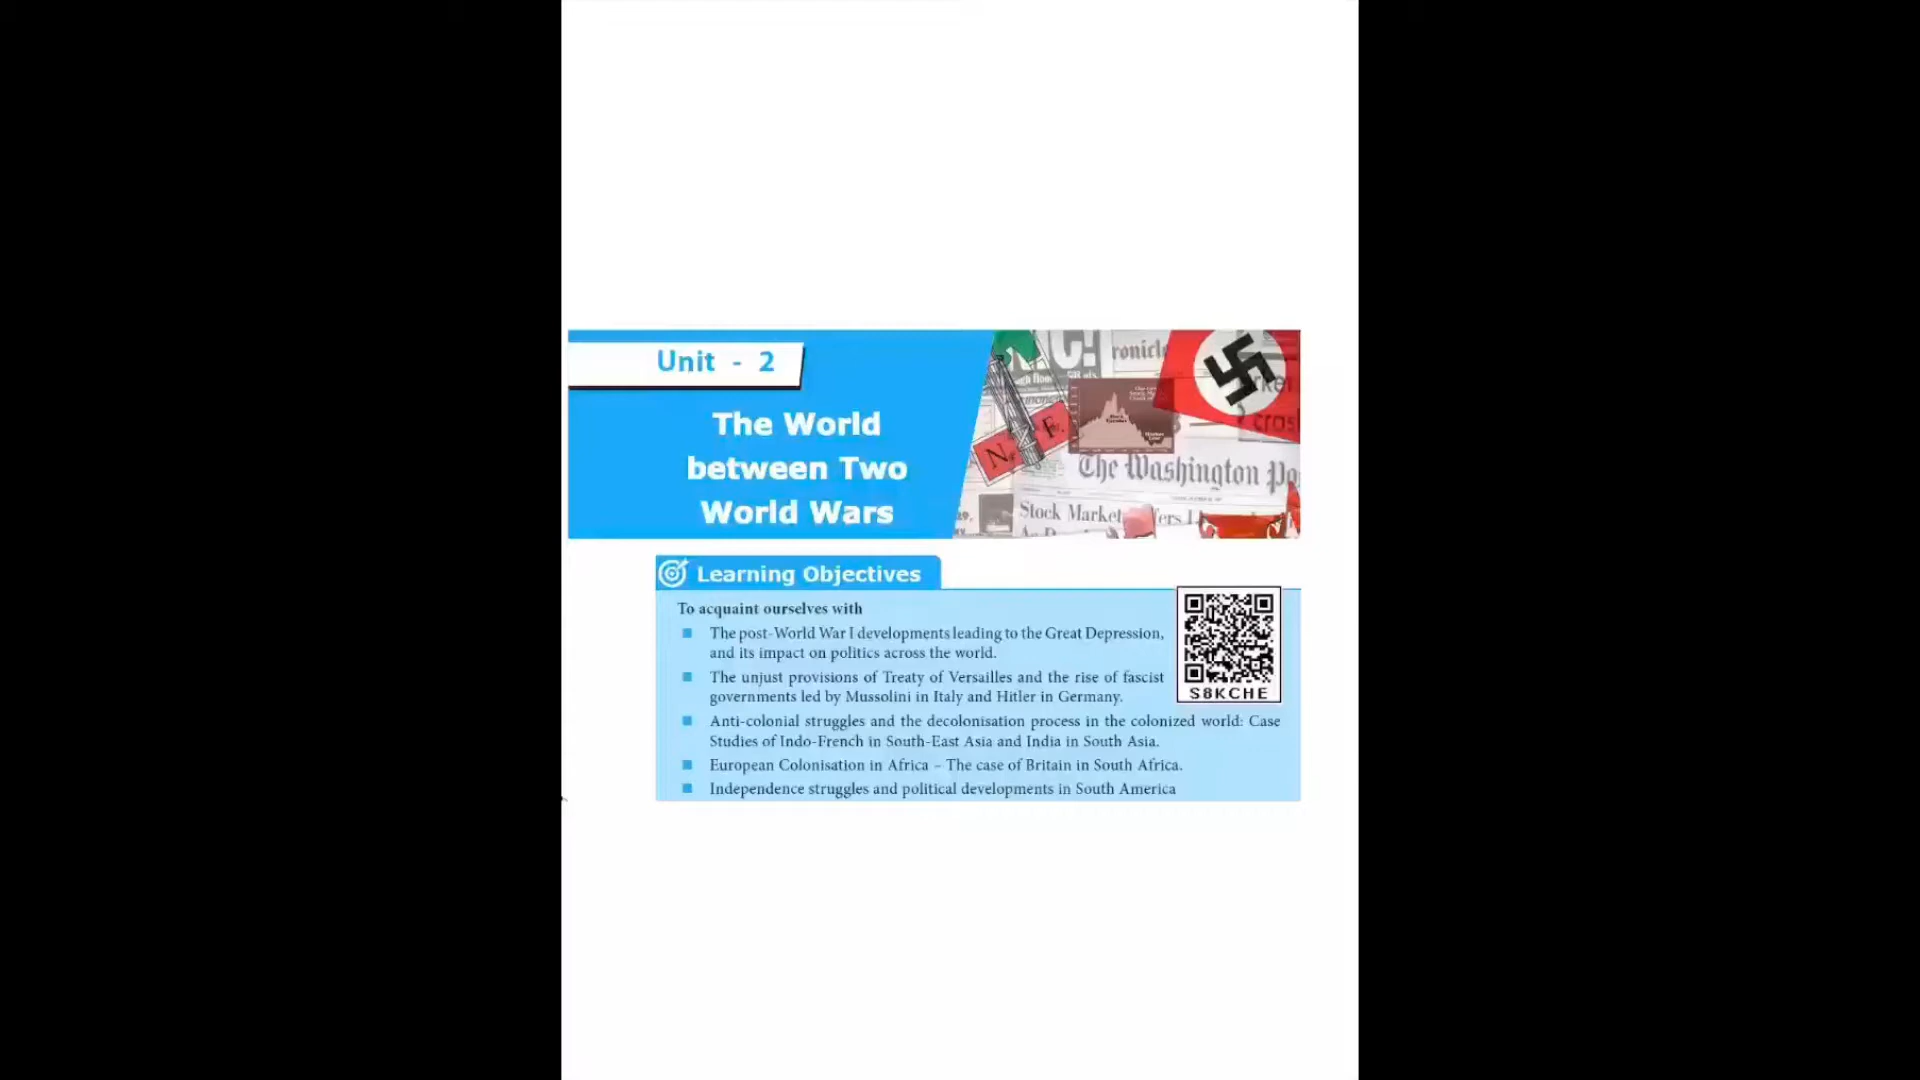 Unit - 2
The World
between Two
World Wars
ronicle
N. F.
The Washington Po
Stock Market
Learning Objectives
To acquaint ourselves with
The post-World War I developments leading to the Great Depression,
and its impact on politics across the world.
The unjust provisions of Treaty of Versailles and the rise of fascist
governments led by Mussolini in Italy and Hitler in Germany.
S8KCHE
Anti-colonial struggles and the decolonisation process in the colonized world: Case
Studies of Indo-French in South-East Asia and India in South Asia.
European Colonisation in Africa – The case of Britain in South Africa.
Independence struggles and political developments in South America